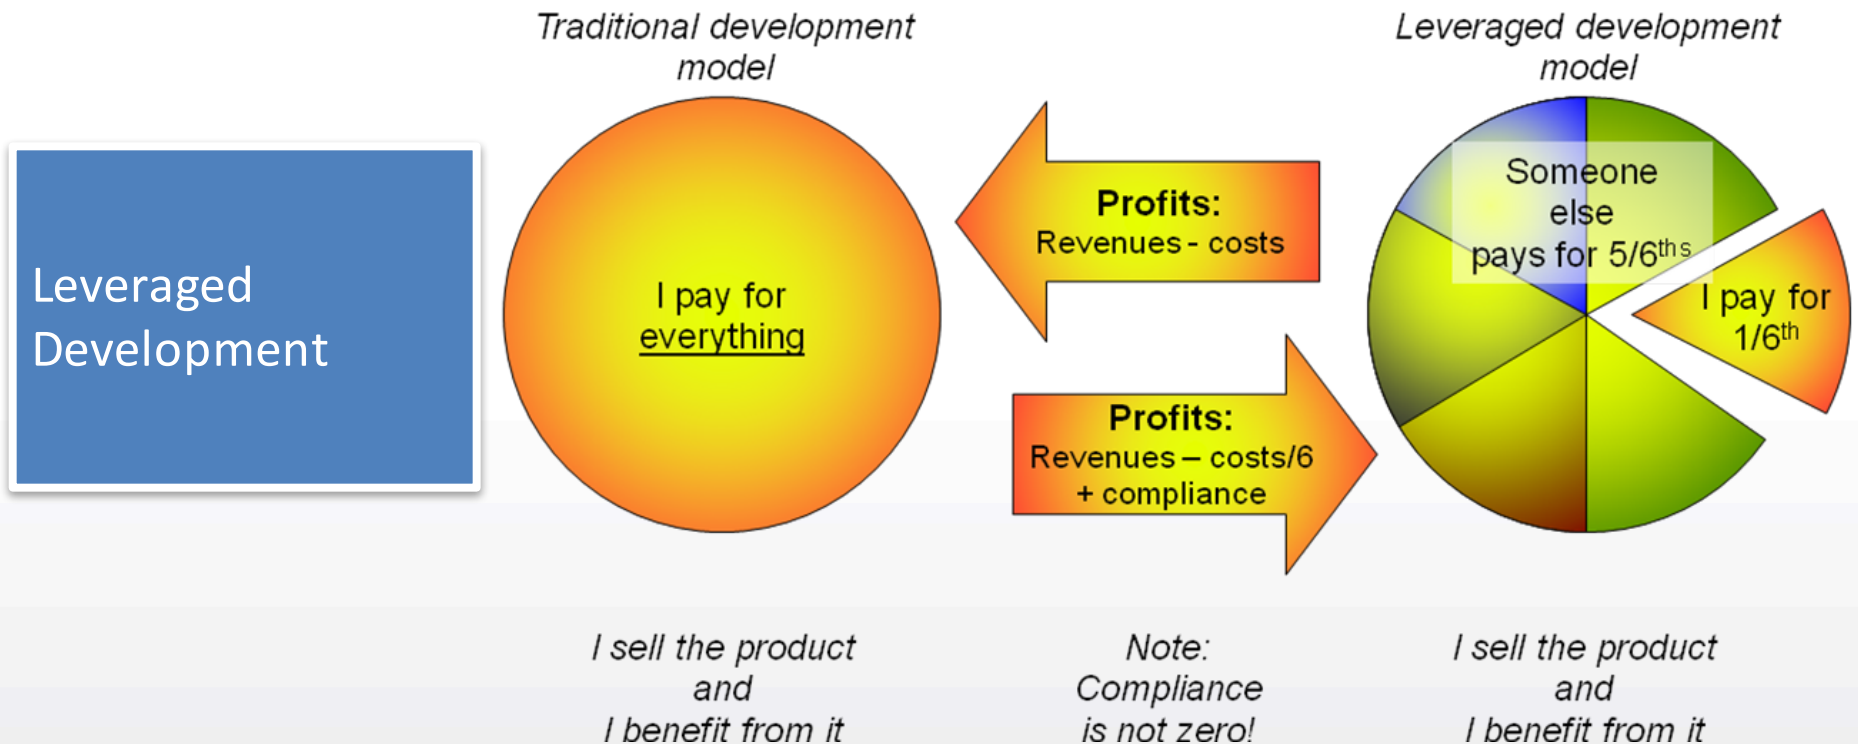 Leveraged
Development
Traditional development
model
I pay for
everything
Profits:
Revenues - costs
Profits:
Revenues – costs/6
+ compliance
Leveraged development
model
Someone
else
pays for 5/6ths
I pay for
1/6th
I sell the product
and
I benefit from it
Note:
Compliance
is not zero!
I sell the product
and
I benefit from it